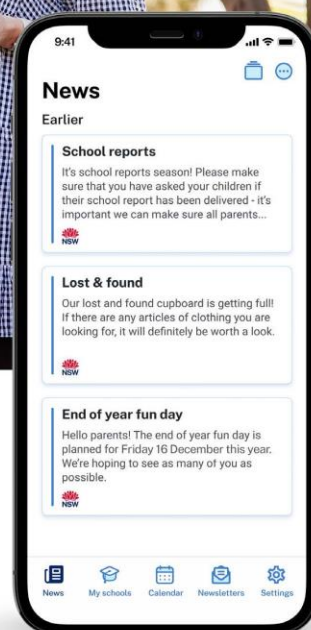 9:41
News
Earlier
School reports
It's school reports season! Please make
sure that you have asked your children if
their school report has been delivered - it's
important we can make sure all parents...
NSW
Lost & found
Our lost and found cupboard is getting full!
If there are any articles of clothing you are
looking for, it will definitely be worth a look.
NSW
End of year fun day
Hello parents! The end of year fun day is
planned for Friday 16 December this year.
We're hoping to see as many of you as
possible.
NSW
News My schools Calendar Newsletters Settings